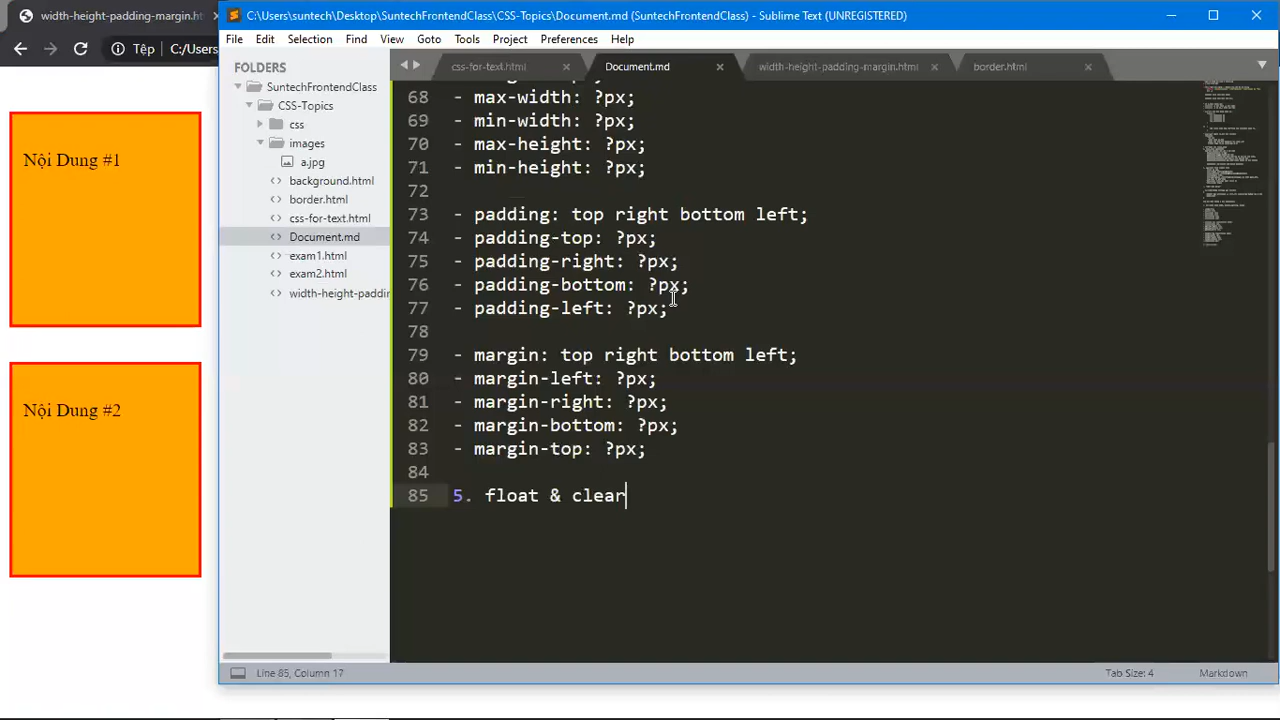 width-height-padding-margin.ht
Tệp
C:/Users
Nội Dung #1
Nội Dung #2
C:\Users\suntech\Desktop\SuntechFrontendClass\CSS-Topics\Document.md (SuntechFrontendClass) - Sublime Text (UNREGISTERED)
File Edit Selection Find View Goto Tools Project Preferences Help
FOLDERS
SuntechFrontendClass
CSS-Topics
css
images
a.jpg
background.html
border.html
css-for-text.html
Document.md
exam1.html
exam2.html
width-height-paddin
css-for-text.html Document.md width-height-padding-margin.html border.html
68 - max-width: ?px;
69 - min-width: ?px;
70 - max-height: ?px;
71 - min-height: ?px;
72
73 - padding: top right bottom left;
74 - padding-top: ?px;
75 - padding-right: ?px;
76 - padding-bottom: ?px;
77 - padding-left: ?px;
78
79 - margin: top right bottom left;
80 - margin-left: ?px;
81 - margin-right: ?px;
82 - margin-bottom: ?px;
83 - margin-top: ?px;
84
85 5. float & clear
Line 85, Column 17
Tab Size: 4
Markdown